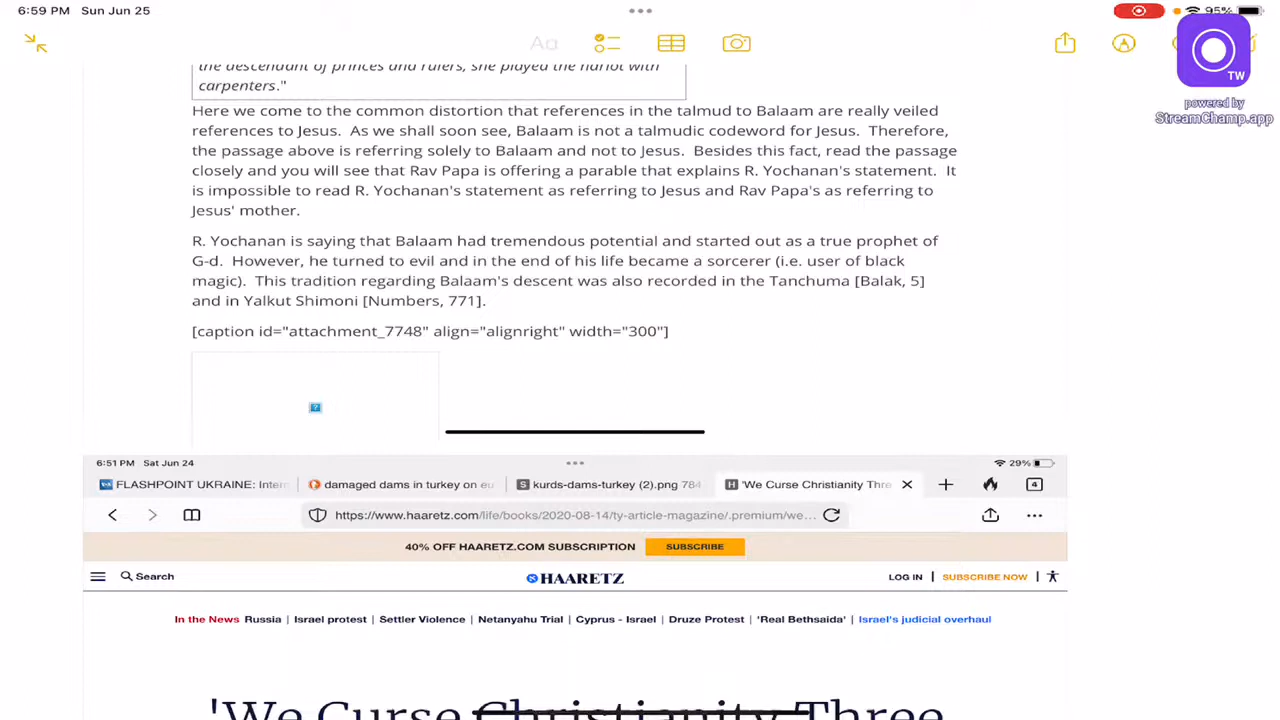 6:59 PM Sun Jun 25
95%
Aa
TW
powered by
StreamChamp.app
the descendant of princes and rulers, she played the harlot with
carpenters."
Here we come to the common distortion that references in the talmud to Balaam are really veiled
references to Jesus. As we shall soon see, Balaam is not a talmudic codeword for Jesus. Therefore,
the passage above is referring solely to Balaam and not to Jesus. Besides this fact, read the passage
closely and you will see that Rav Papa is offering a parable that explains R. Yochanan's statement. It
is impossible to read R. Yochanan's statement as referring to Jesus and Rav Papa's as referring to
Jesus' mother.
R. Yochanan is saying that Balaam had tremendous potential and started out as a true prophet of
G-d. However, he turned to evil and in the end of his life became a sorcerer (i.e. user of black
magic). This tradition regarding Balaam's descent was also recorded in the Tanchuma [Balak, 5]
and in Yalkut Shimoni [Numbers, 771].
[caption id="attachment_7748" align="alignright" width="300"]
6:51 PM Sat Jun 24
29%
FLASHPOINT UKRAINE: Intern
damaged dams in turkey on eu
S kurds-dams-turkey (2).png 784
H 'We Curse Christianity Thre
4
https://www.haaretz.com/life/books/2020-08-14/ty-article-magazine/.premium/we...
40% OFF HAARETZ.COM SUBSCRIPTION SUBSCRIBE
Search
HAARETZ
LOG IN | SUBSCRIBE NOW |
In the News Russia | Israel protest | Settler Violence | Netanyahu Trial | Cyprus - Israel | Druze Protest | 'Real Bethsaida' | Israel's judicial overhaul
'We Curse Christianity Three